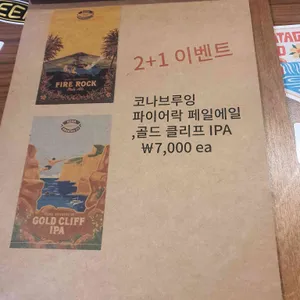 FIRE ROCK
2+1 이벤트
코나브루잉
파이어락 페일에일
,골드 클리프 IPA
₩7,000 ea
GOLD CLIFF
IPA